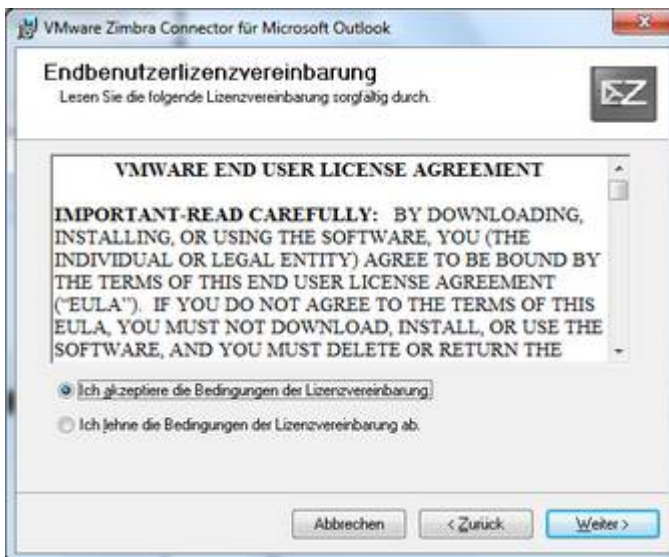 VMware Zimbra Connector für Microsoft Outlook
Endbenutzerlizenzvereinbarung
Lesen Sie die folgende Lizenzvereinbarung sorgfältig durch.
VMWARE END USER LICENSE AGREEMENT
IMPORTANT-READ CAREFULLY: BY DOWNLOADING,
INSTALLING, OR USING THE SOFTWARE, YOU (THE
INDIVIDUAL OR LEGAL ENTITY) AGREE TO BE BOUND BY
THE TERMS OF THIS END USER LICENSE AGREEMENT
(“EULA”). IF YOU DO NOT AGREE TO THE TERMS OF THIS
EULA, YOU MUST NOT DOWNLOAD, INSTALL, OR USE THE
SOFTWARE, AND YOU MUST DELETE OR RETURN THE
Ich akzeptiere die Bedingungen der Lizenzvereinbarung
Ich lehne die Bedingungen der Lizenzvereinbarung ab.
Abbrechen < Zurück Weiter >